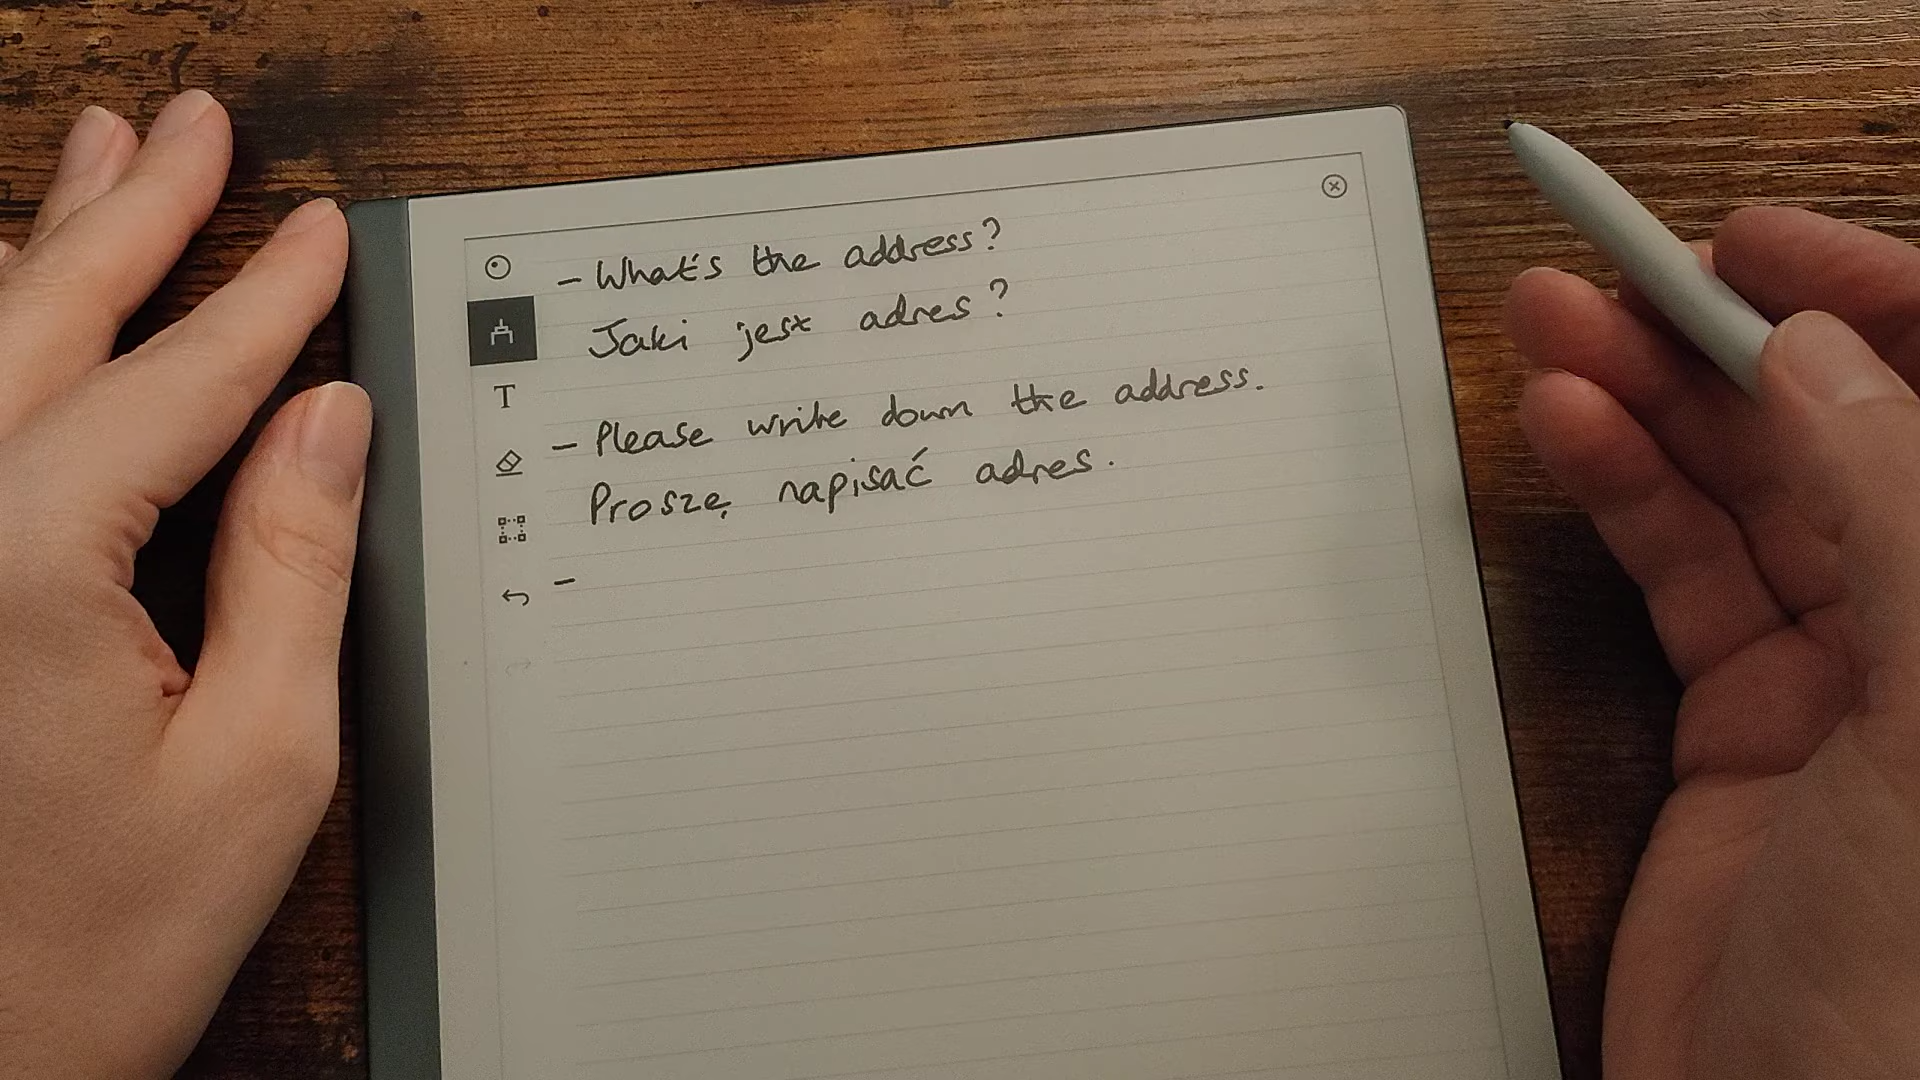 - What's the address?
Jaki jest adres?
- Please write down the address.
Proszę napisać adres.
-
T